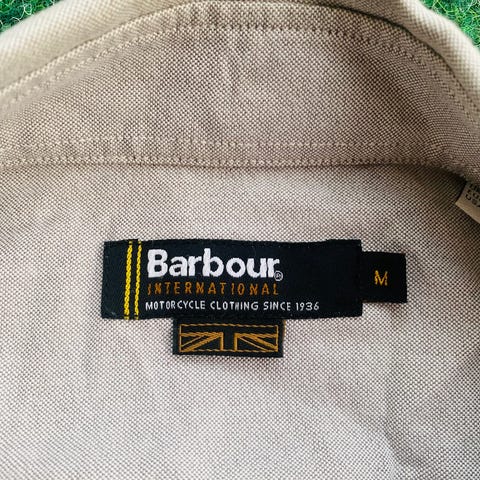 Barbour®
INTERNATIONAL
MOTORCYCLE CLOTHING SINCE 1936
M